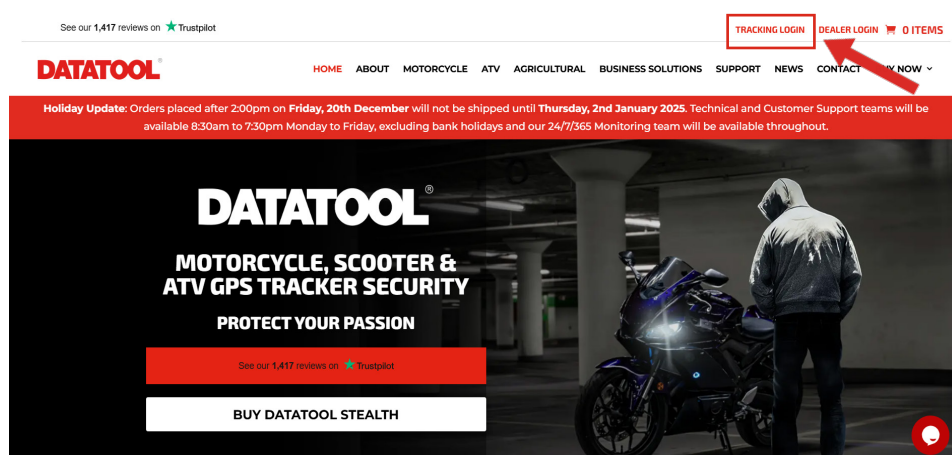 See our 1,417 reviews on Trustpilot
TRACKING LOGIN DEALER LOGIN 0 ITEMS
DATATOOL®
HOME ABOUT MOTORCYCLE ATV AGRICULTURAL BUSINESS SOLUTIONS SUPPORT NEWS CONTACT NOW
Holiday Update: Orders placed after 2:00pm on Friday, 20th December will not be shipped until Thursday, 2nd January 2025. Technical and Customer Support teams will be
available 8:30am to 7:30pm Monday to Friday, excluding bank holidays and our 24/7/365 Monitoring team will be available throughout.
DATATOOL®
MOTORCYCLE, SCOOTER &
ATV GPS TRACKER SECURITY
PROTECT YOUR PASSION
See our 1,417 reviews on Trustpilot
BUY DATATOOL STEALTH